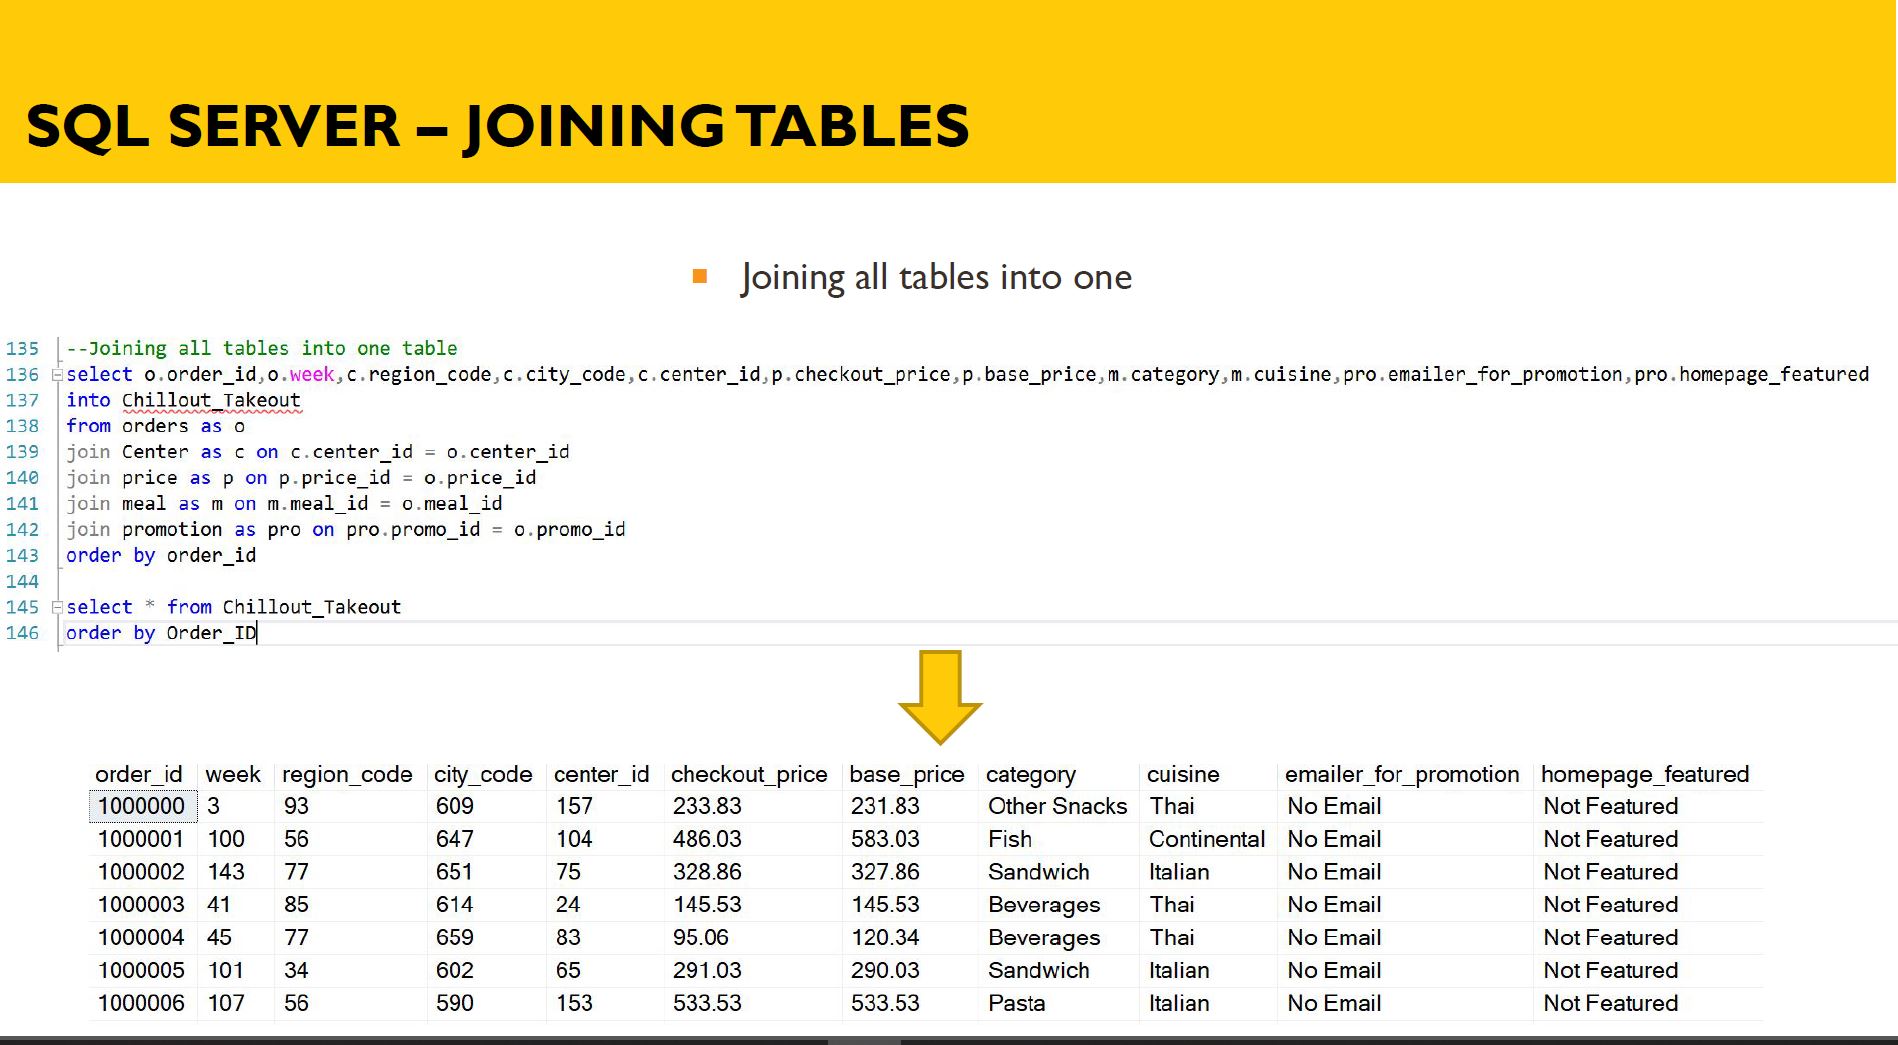 SQL SERVER – JOINING TABLES
Joining all tables into one
135 --Joining all tables into one table
136 select o.order_id,o.week,c.region_code,c.city_code,c.center_id,p.checkout_price,p.base_price,m.category,m.cuisine,pro.emailer_for_promotion,pro.homepage_featured
137 into Chillout_Takeout
138 from orders as o
139 join Center as c on c.center_id = o.center_id
140 join price as p on p.price_id = o.price_id
141 join meal as m on m.meal_id = o.meal_id
142 join promotion as pro on pro.promo_id = o.promo_id
143 order by order_id
144
145 select * from Chillout_Takeout
146 order by Order_ID
order_id week region_code city_code center_id checkout_price base_price category cuisine emailer_for_promotion homepage_featured
1000000 3 93 609 157 233.83 231.83 Other Snacks Thai No Email Not Featured
1000001 100 56 647 104 486.03 583.03 Fish Continental No Email Not Featured
1000002 143 77 651 75 328.86 327.86 Sandwich Italian No Email Not Featured
1000003 41 85 614 24 145.53 145.53 Beverages Thai No Email Not Featured
1000004 45 77 659 83 95.06 120.34 Beverages Thai No Email Not Featured
1000005 101 34 602 65 291.03 290.03 Sandwich Italian No Email Not Featured
1000006 107 56 590 153 533.53 533.53 Pasta Italian No Email Not Featured